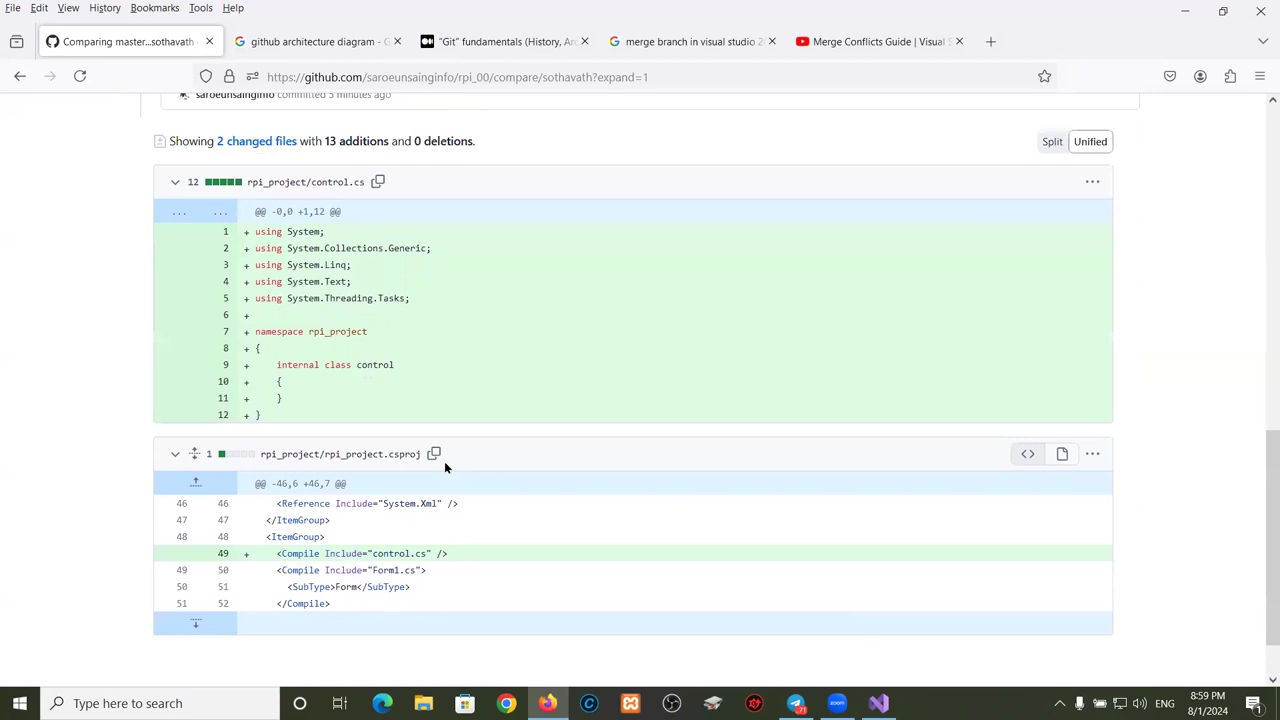 File Edit View History Bookmarks Tools Help
Comparing master...sothavath
github architecture diagram - G
"Git" fundamentals (History, Arc
merge branch in visual studio 2
Merge Conflicts Guide | Visual S
https://github.com/saroeunsainginfo/rpi_00/compare/sothavath?expand=1
saroeunsainginfo committed 5 minutes ago
Showing 2 changed files with 13 additions and 0 deletions.
Split Unified
12 rpi_project/control.cs
... ... @@ -0,0 +1,12 @@
1 + using System;
2 + using System.Collections.Generic;
3 + using System.Linq;
4 + using System.Text;
5 + using System.Threading.Tasks;
6 +
7 + namespace rpi_project
8 + {
9 + internal class control
10 + {
11 + }
12 + }
1 rpi_project/rpi_project.csproj
@@ -46,6 +46,7 @@
46 46 <Reference Include="System.Xml" />
47 47 </ItemGroup>
48 48 <ItemGroup>
49 + <Compile Include="control.cs" />
49 50 <Compile Include="Form1.cs">
50 51 <SubType>Form</SubType>
51 52 </Compile>
Type here to search
zoom
ENG
8:59 PM
8/1/2024